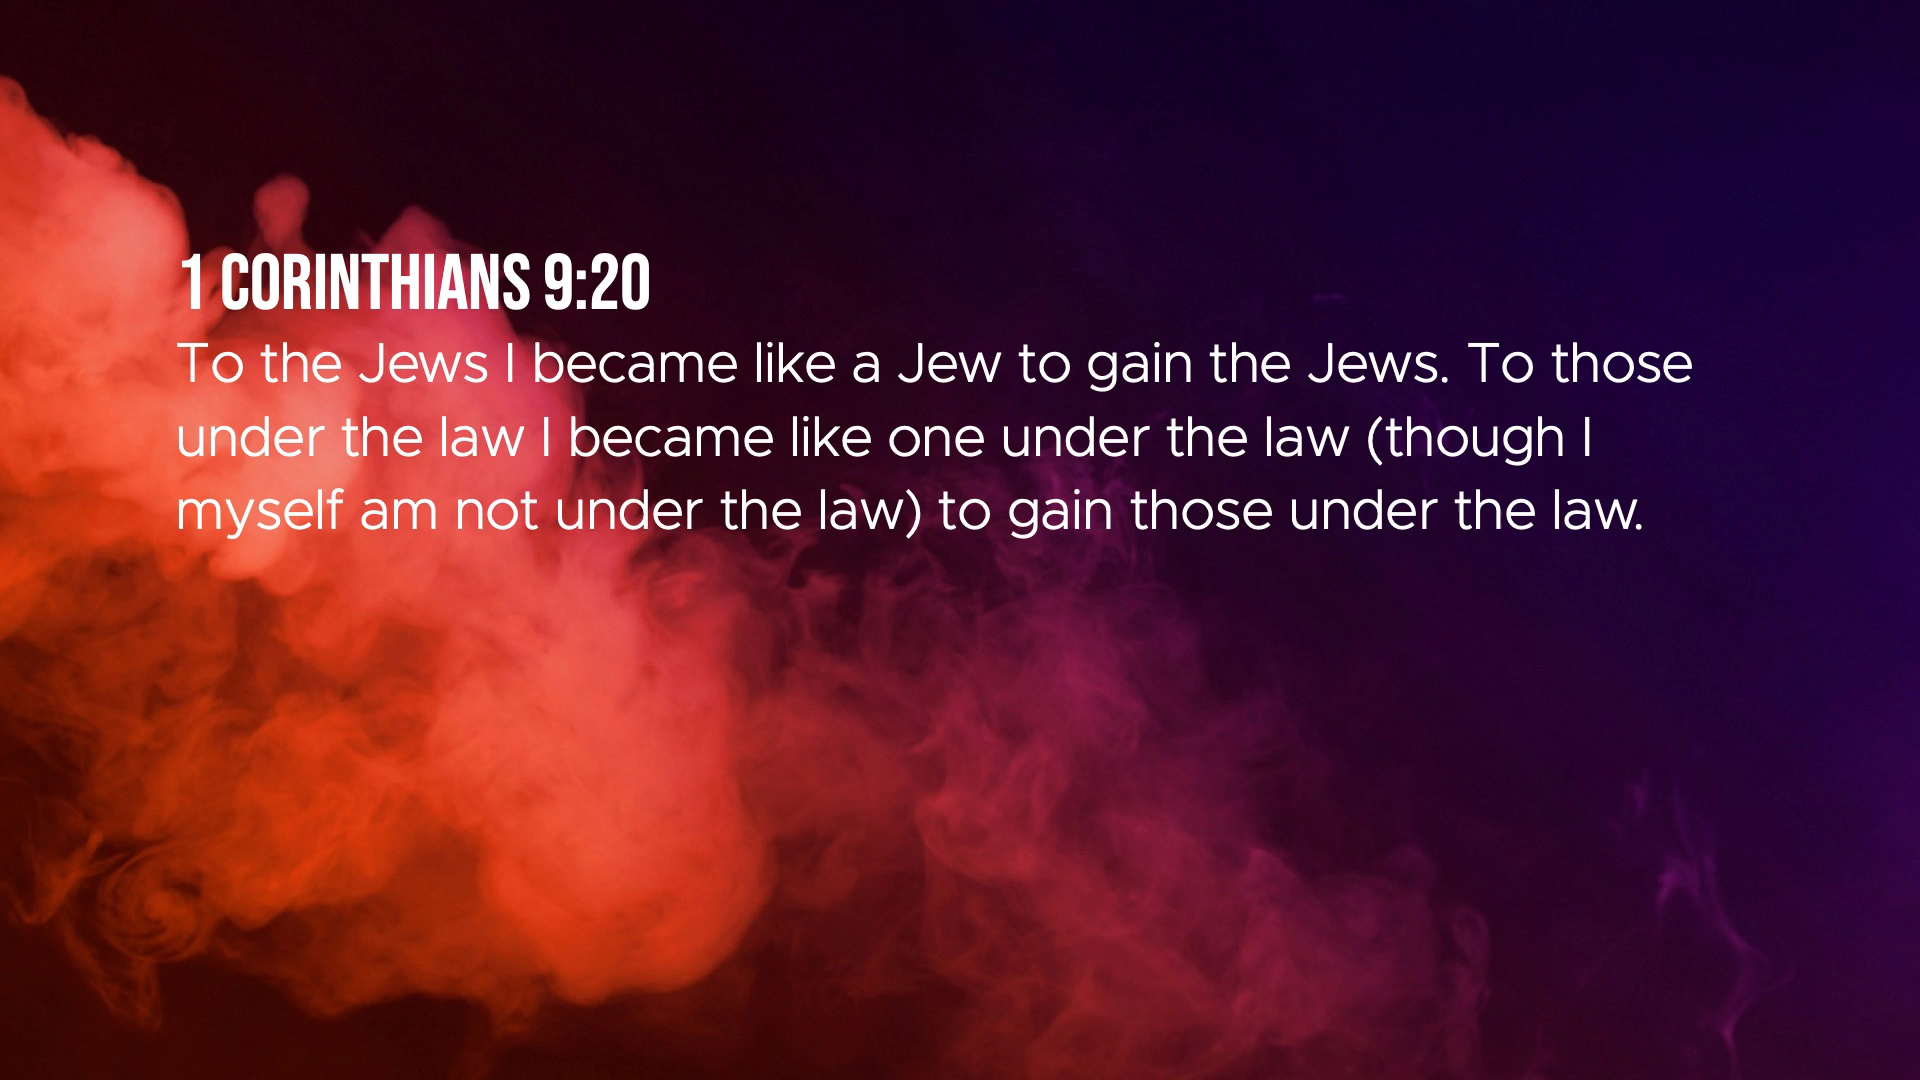 1 CORINTHIANS 9:20
To the Jews I became like a Jew to gain the Jews. To those
under the law I became like one under the law (though I
myself am not under the law) to gain those under the law.